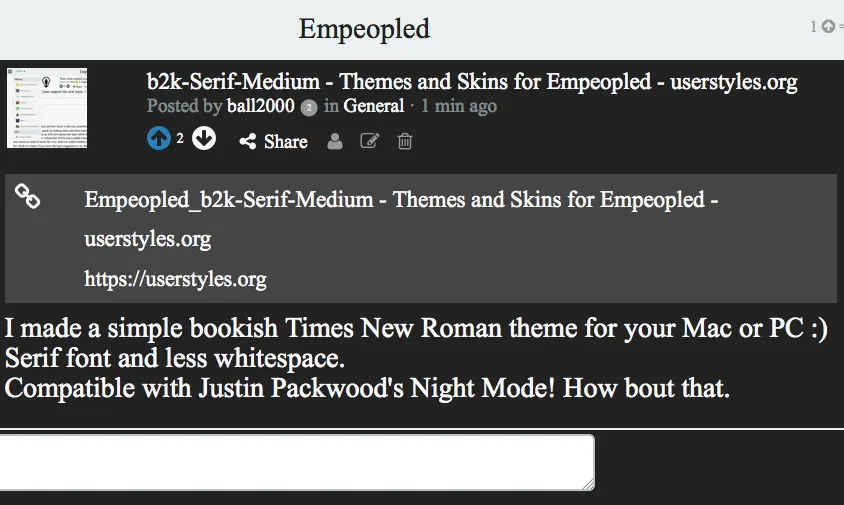 Empeopled
1
b2k-Serif-Medium - Themes and Skins for Empeopled - userstyles.org
Posted by ball2000 2 in General · 1 min ago
2 Share
Empeopled_b2k-Serif-Medium - Themes and Skins for Empeopled -
userstyles.org
https://userstyles.org
I made a simple bookish Times New Roman theme for your Mac or PC :)
Serif font and less whitespace.
Compatible with Justin Packwood's Night Mode! How bout that.